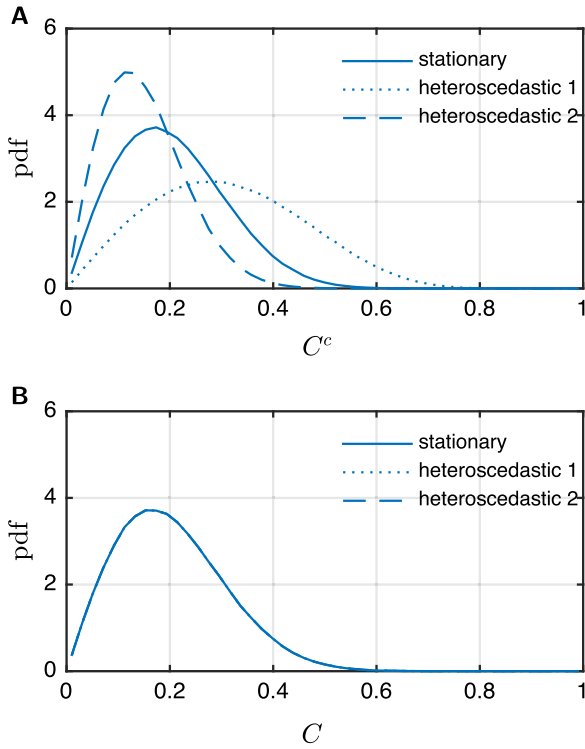 A
6
4
2
0
pdf
stationary
heteroscedastic 1
heteroscedastic 2
0 0.2 0.4 0.6 0.8 1
C^c
B
6
4
2
0
pdf
stationary
heteroscedastic 1
heteroscedastic 2
0 0.2 0.4 0.6 0.8 1
C